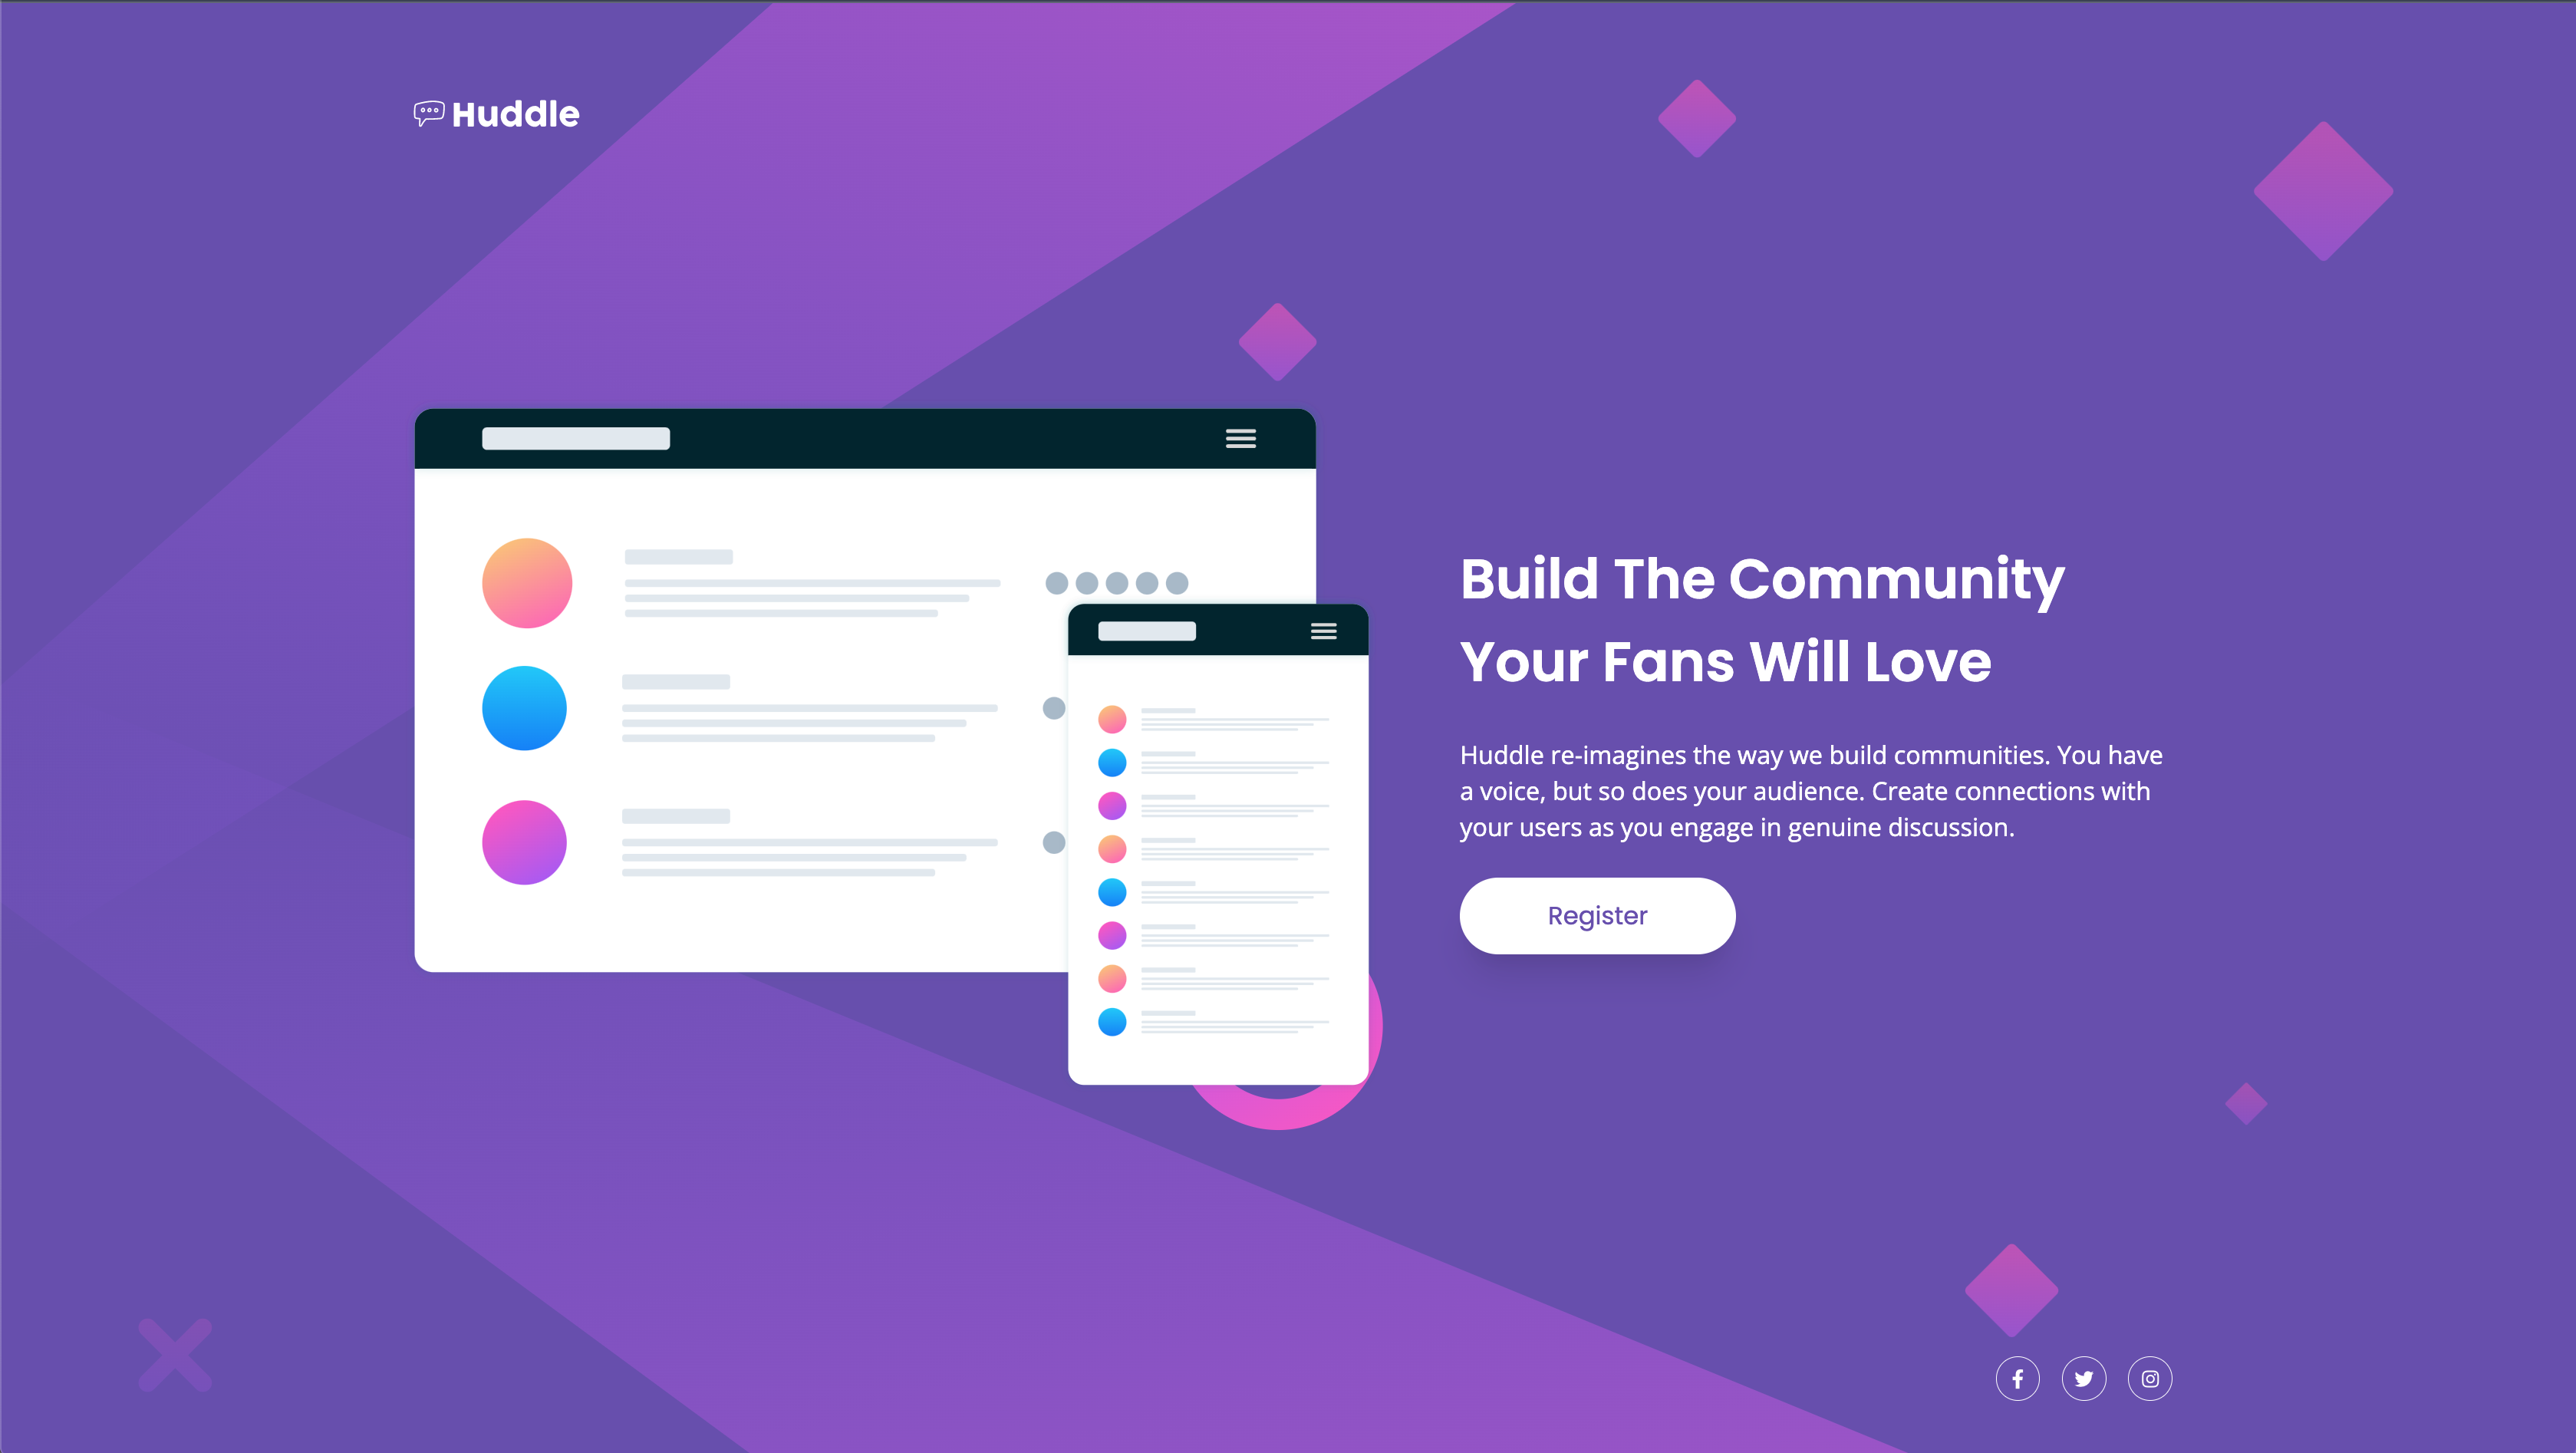 Huddle
Build The Community
Your Fans Will Love
Huddle re-imagines the way we build communities. You have
a voice, but so does your audience. Create connections with
your users as you engage in genuine discussion.
Register